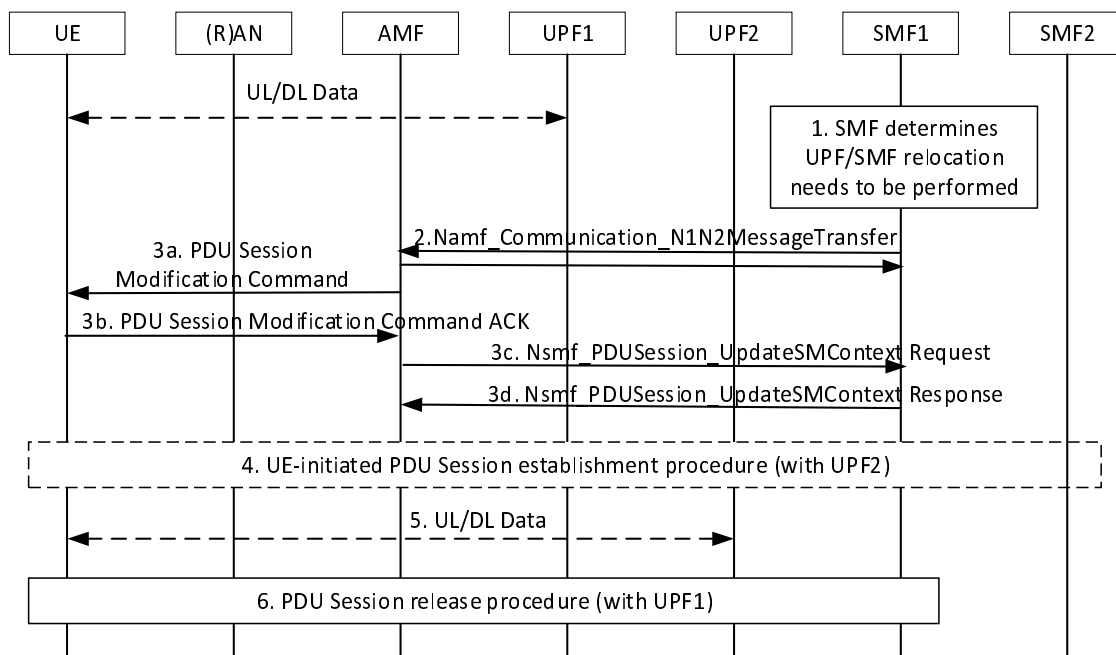 UE
(R)AN
AMF
UPF1
UPF2
SMF1
SMF2
UL/DL Data
1. SMF determines
UPF/SMF relocation
needs to be performed
2.Namf_Communication_N1N2MessageTransfer
3a. PDU Session
Modification Command
3b. PDU Session Modification Command ACK
3c. Nsmf_PDUSession_UpdateSMContext Request
3d. Nsmf_PDUSession_UpdateSMContext Response
4. UE-initiated PDU Session establishment procedure (with UPF2)
5. UL/DL Data
6. PDU Session release procedure (with UPF1)